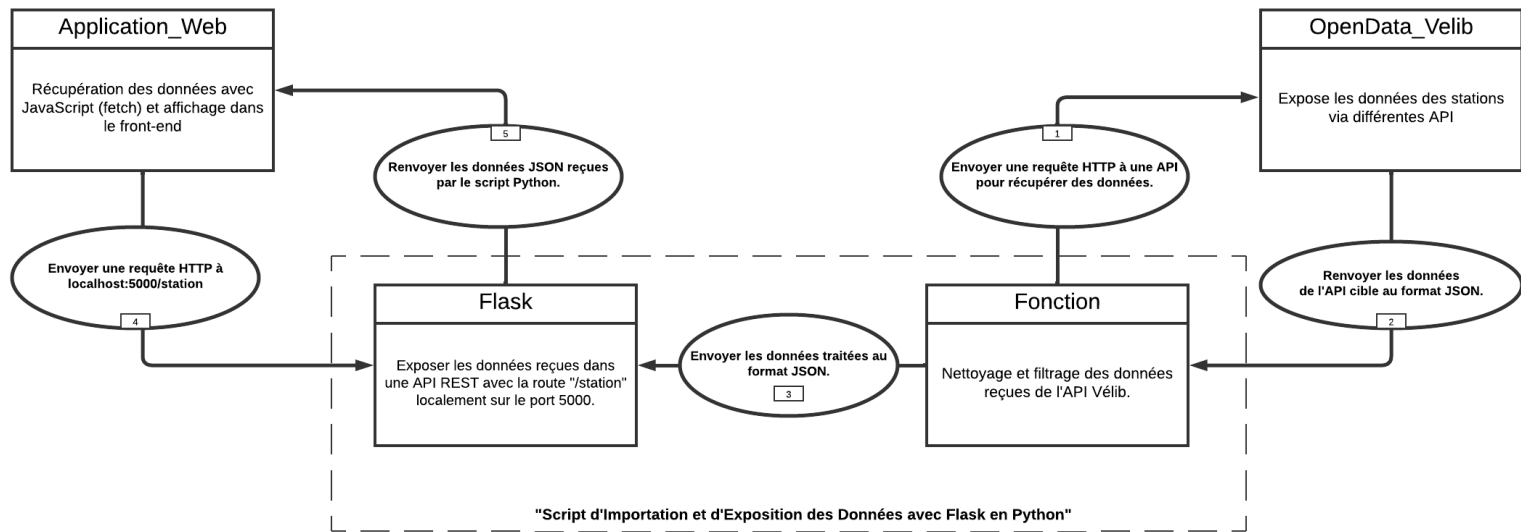 Application_Web
Récupération des données avec
JavaScript (fetch) et affichage dans
le front-end
OpenData_Velib
Expose les données des stations
via différentes API
5
Renvoyer les données JSON reçues
par le script Python.
1
Envoyer une requête HTTP à une API
pour récupérer des données.
Envoyer une requête HTTP à
localhost:5000/station
4
Renvoyer les données
de l'API cible au format JSON.
2
Flask
Exposer les données reçues dans
une API REST avec la route "/station"
localement sur le port 5000.
Envoyer les données traitées au
format JSON.
3
Fonction
Nettoyage et filtrage des données
reçues de l'API Vélib.
"Script d'Importation et d'Exposition des Données avec Flask en Python"